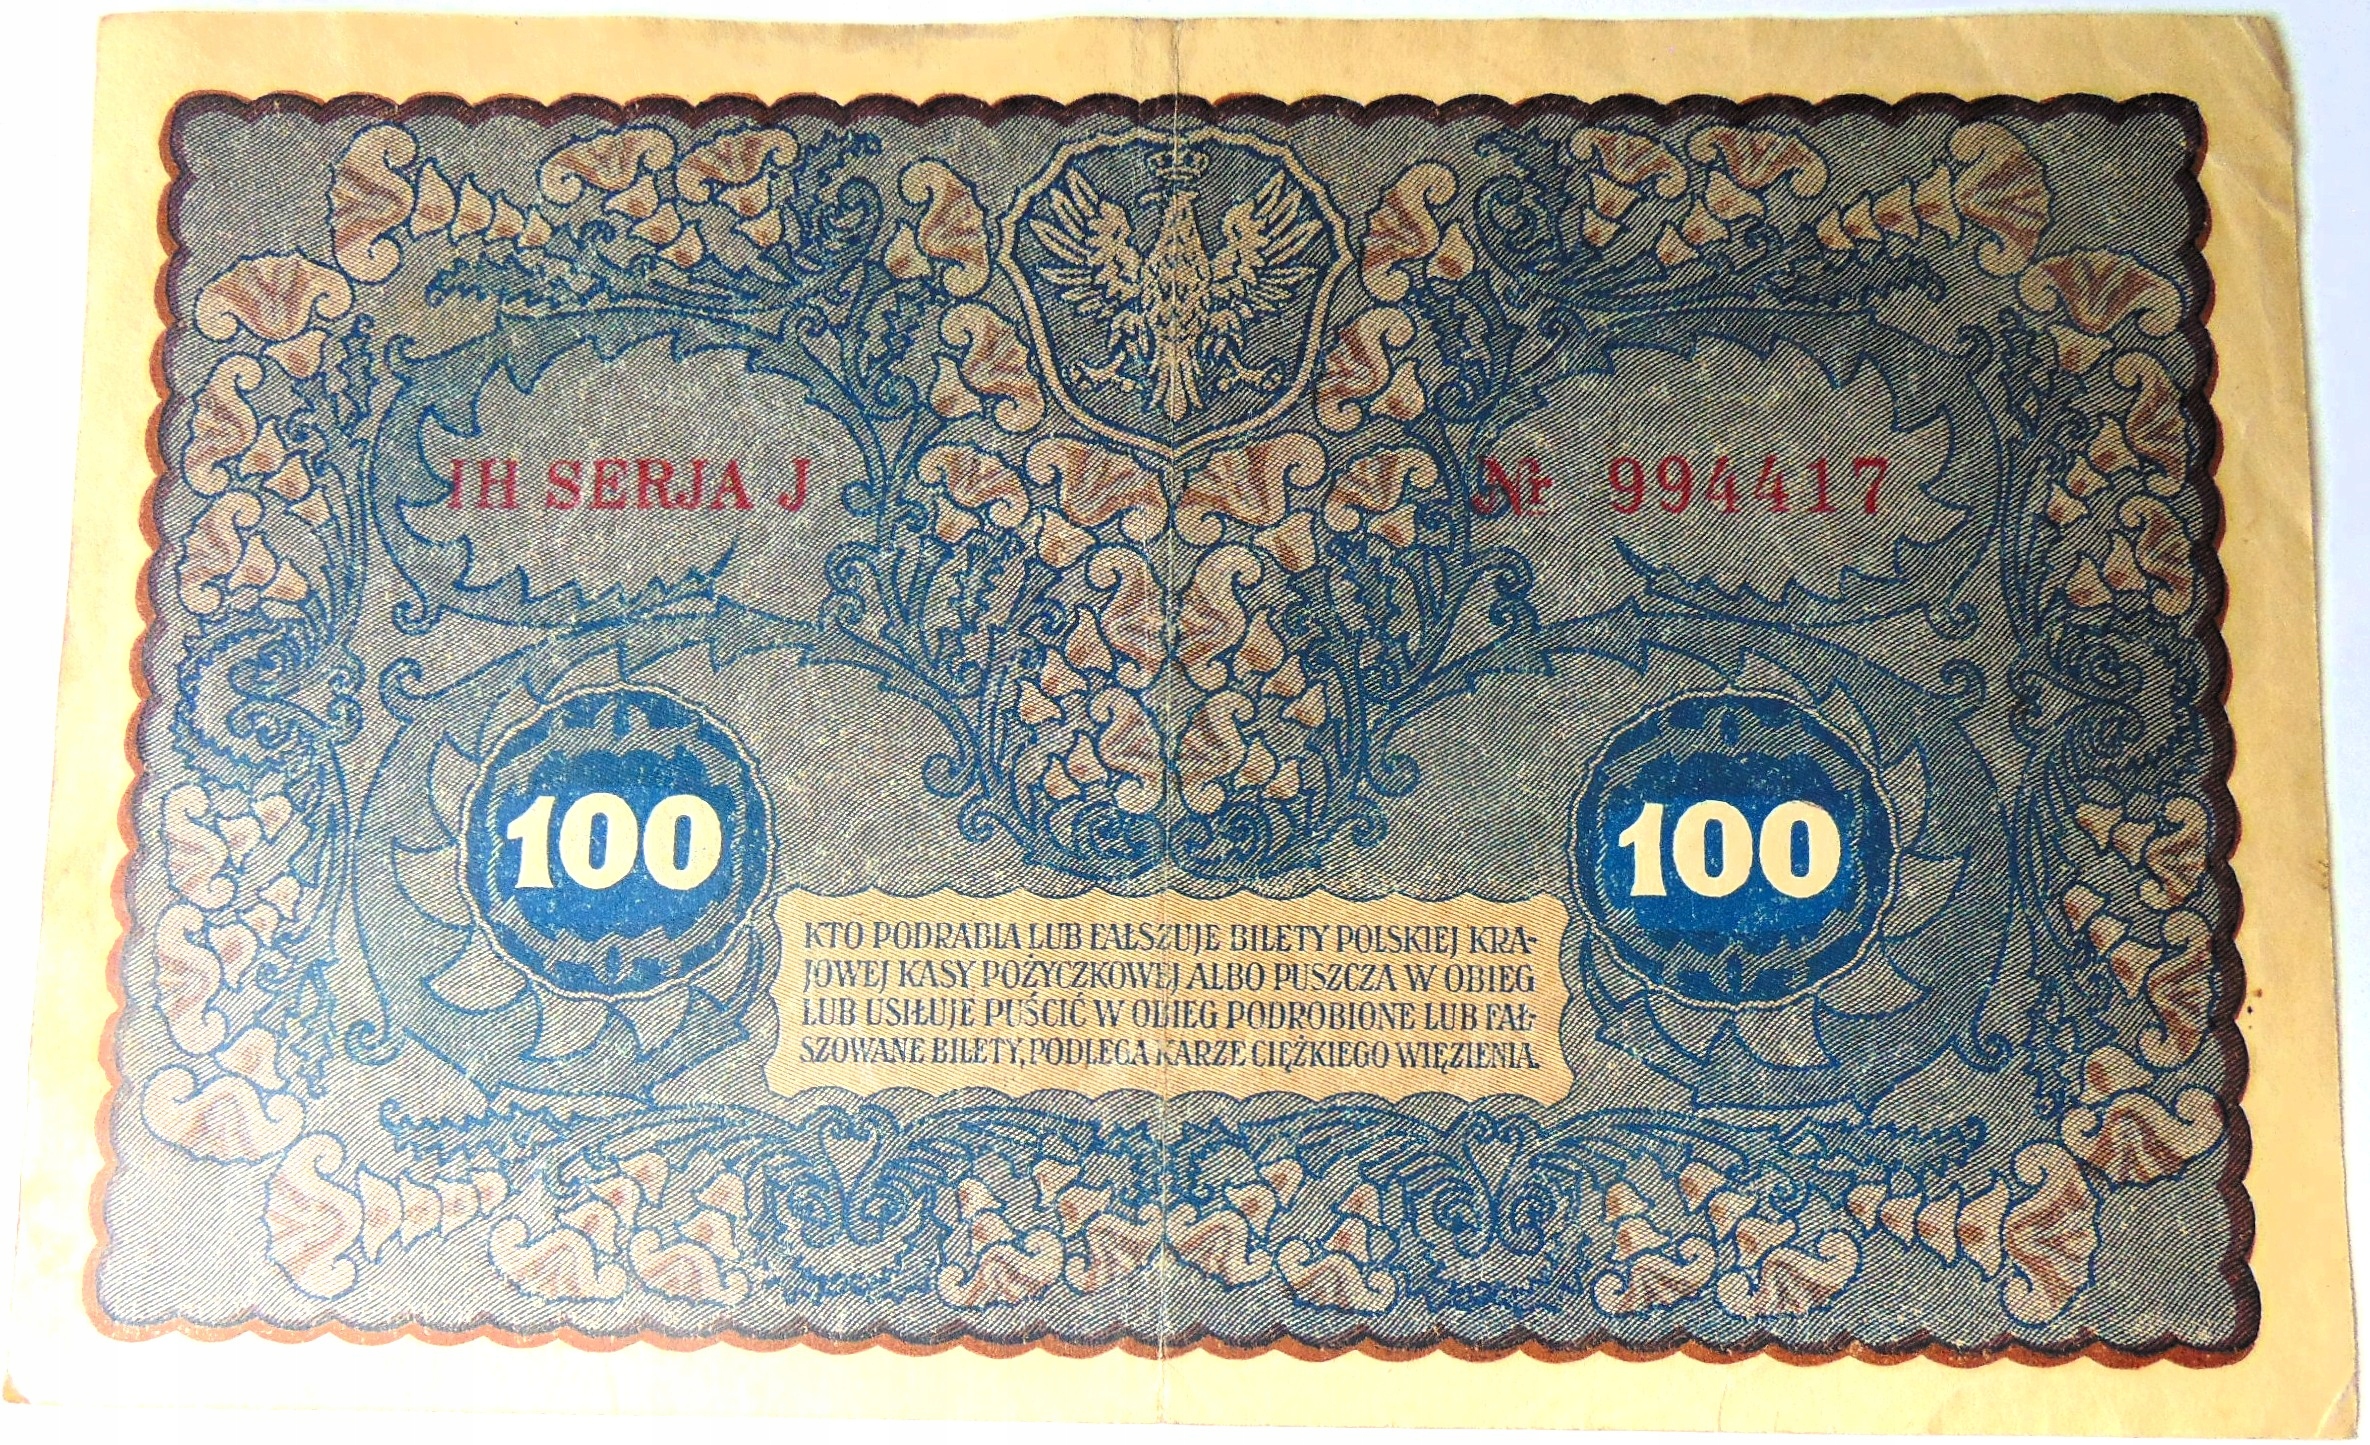 IH SERJA J № 994417
100 100
KTO PODRABIA LUB FAŁSZUJE BILETY POLSKIEJ KRA-
JOWEJ KASY POŻYCZKOWEJ ALBO PUSZCZA W OBIEG
LUB USIŁUJE PUŚCIĆ W OBIEG PODROBIONE LUB FAŁ-
SZOWANE BILETY, PODLEGA KARZE CIĘŻKIEGO WIĘZIENIA.